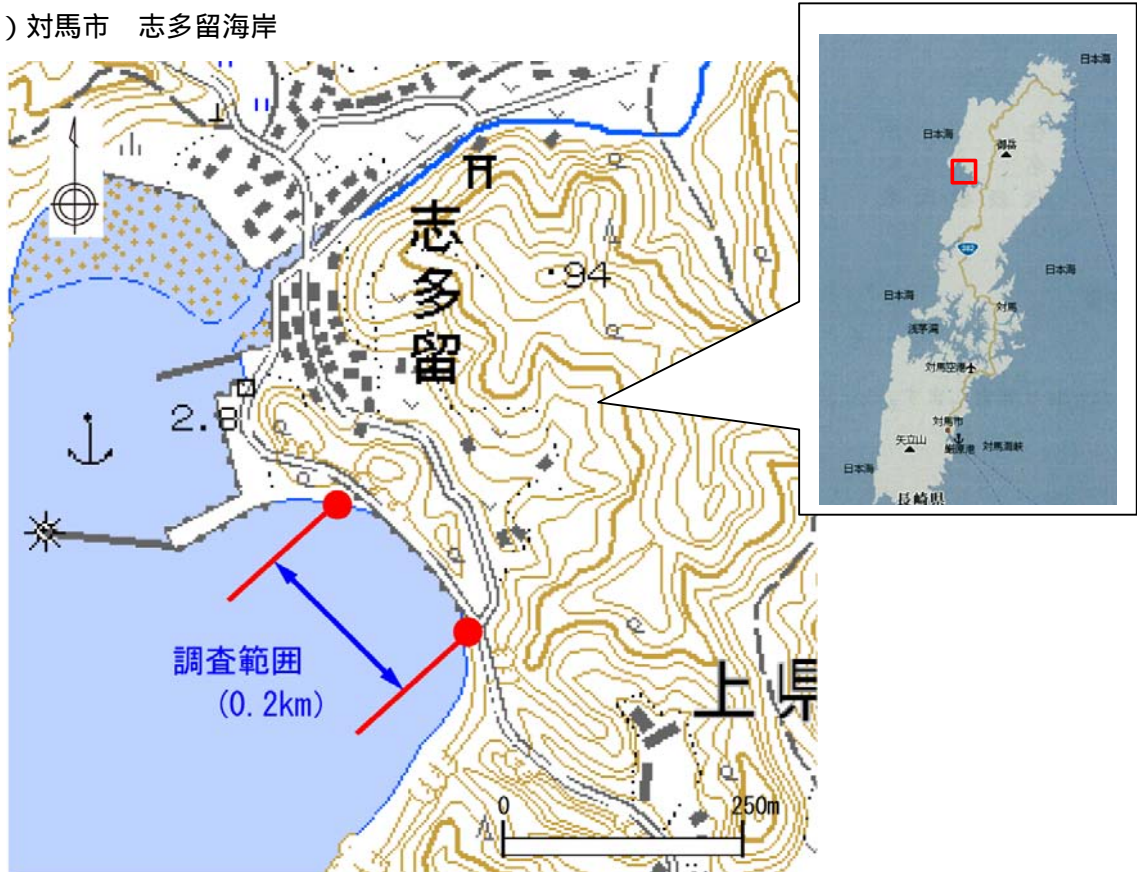 )対馬市　志多留海岸
志多留
94
2.8
調査範囲
(0.2km)
上県
0
250m
日本海
日本海
御岳
382
日本海
日本海
対馬
浅茅湾
対馬空港
対馬市
矢立山
厳原港
対馬海峡
日本海
長崎県